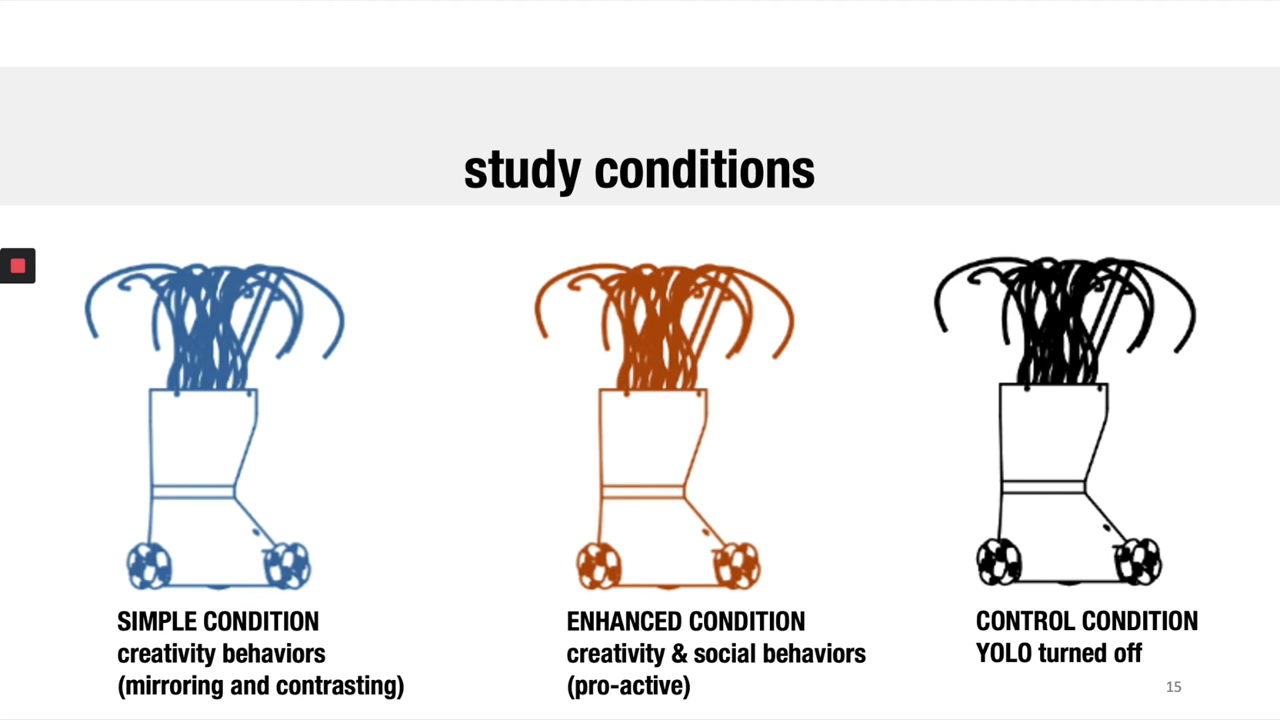 study conditions
SIMPLE CONDITION
creativity behaviors
(mirroring and contrasting)
ENHANCED CONDITION
creativity & social behaviors
(pro-active)
CONTROL CONDITION
YOLO turned off
15